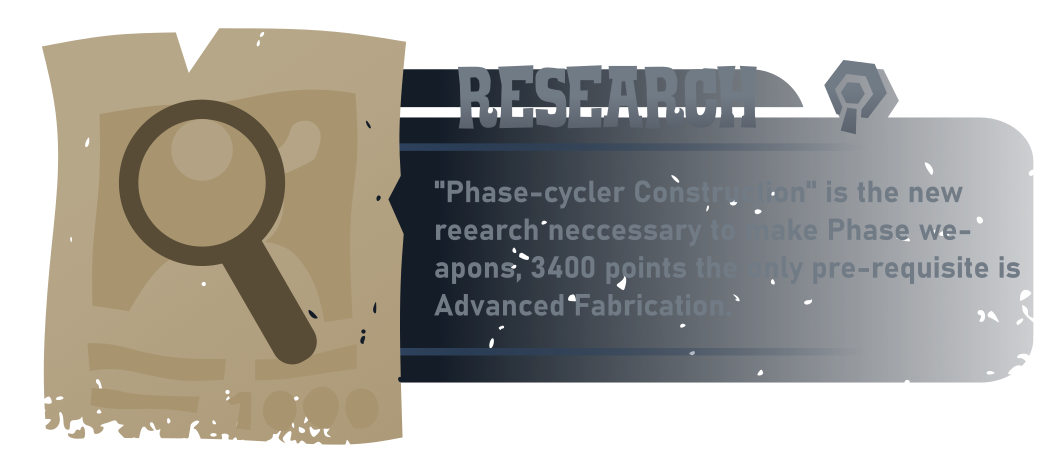 RESEARCH
"Phase-cycler Construction" is the new
reearch neccessary to make Phase we-
apons, 3400 points the only pre-requisite is
Advanced Fabrication.
1000